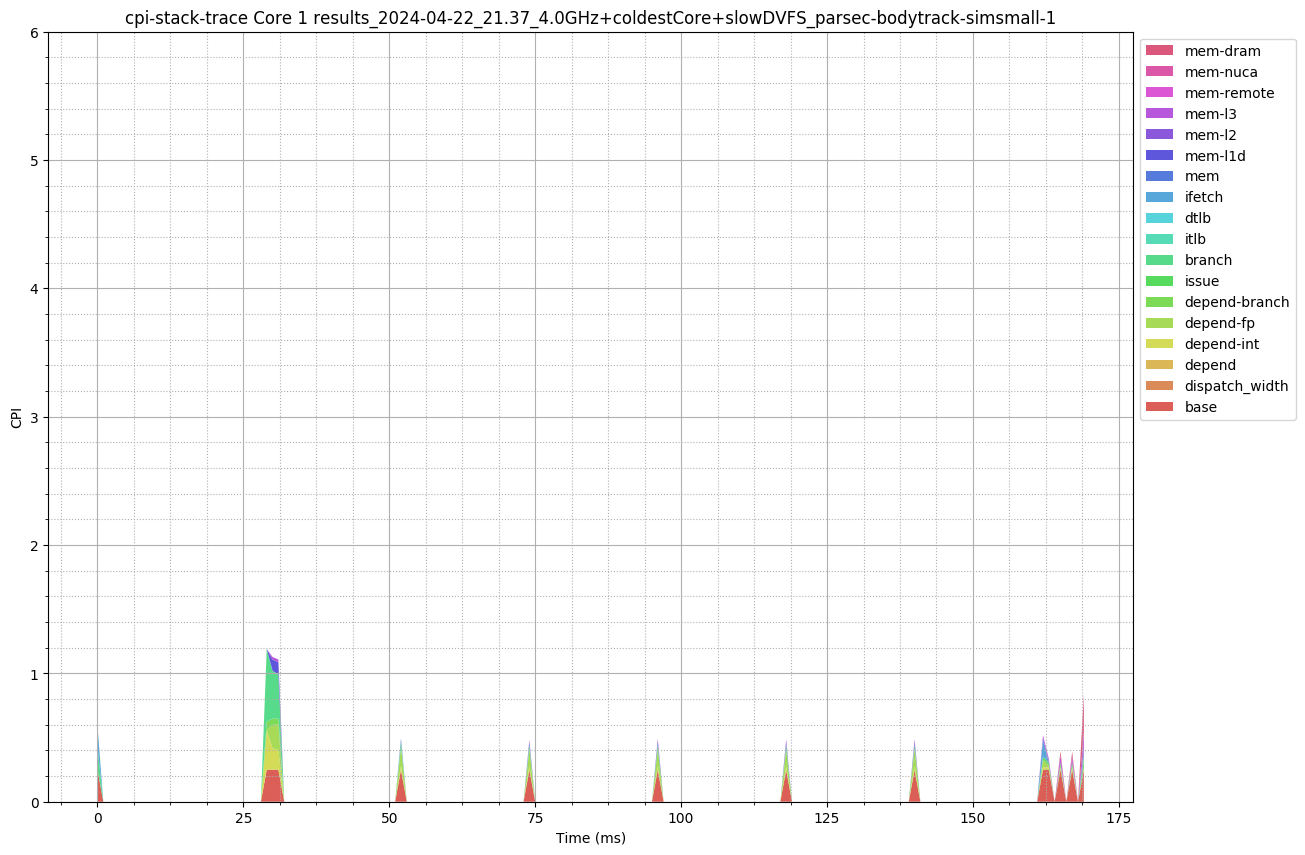 cpi-stack-trace Core 1 results_2024-04-22_21.37_4.0GHz+coldestCore+slowDVFS_parsec-bodytrack-simsmall-1
6
5
4
3
2
1
0
CPI
0
25
50
75
100
125
150
175
Time (ms)
mem-dram
mem-nuca
mem-remote
mem-l3
mem-l2
mem-l1d
mem
ifetch
dtlb
itlb
branch
issue
depend-branch
depend-fp
depend-int
depend
dispatch_width
base